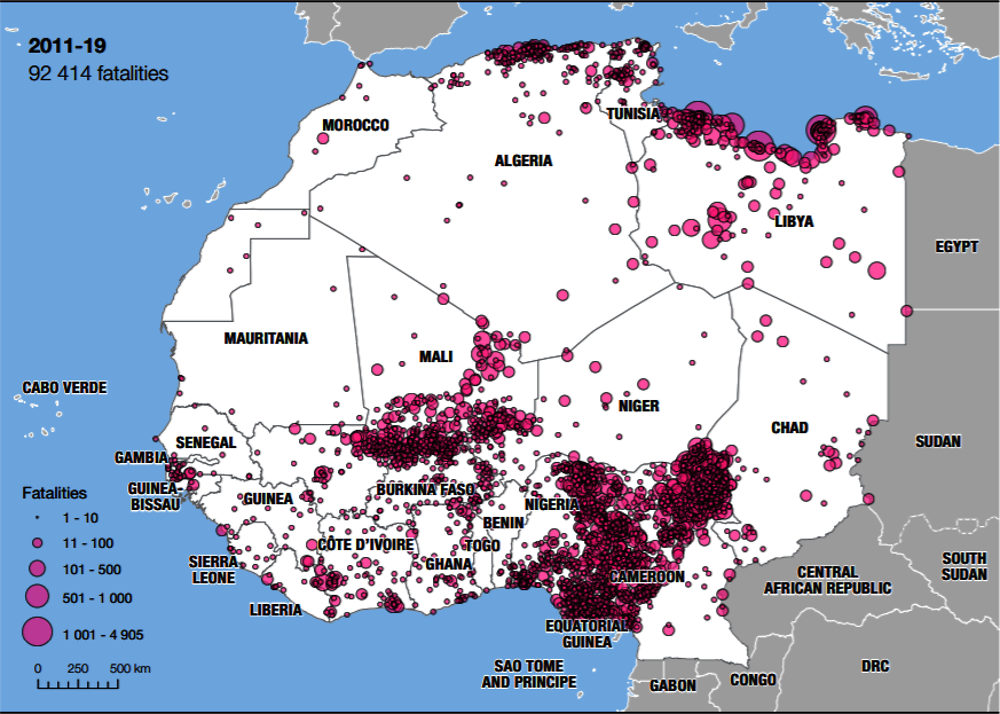 2011-19
92 414 fatalities
MOROCCO
TUNISIA
ALGERIA
LIBYA
EGYPT
MAURITANIA
MALI
NIGER
CHAD
SUDAN
CABO VERDE
SENEGAL
GAMBIA
GUINEA-
BISSAU
GUINEA
BURKINA FASO
NIGERIA
BENIN
CÔTE D'IVOIRE
TOGO
GHANA
SIERRA
LEONE
LIBERIA
CAMEROON
CENTRAL
AFRICAN REPUBLIC
SOUTH
SUDAN
EQUATORIAL
GUINEA
SAO TOME
AND PRINCIPE
GABON
CONGO
DRC
Fatalities
1 - 10
11 - 100
101 - 500
501 - 1 000
1 001 - 4 905
0 250 500 km